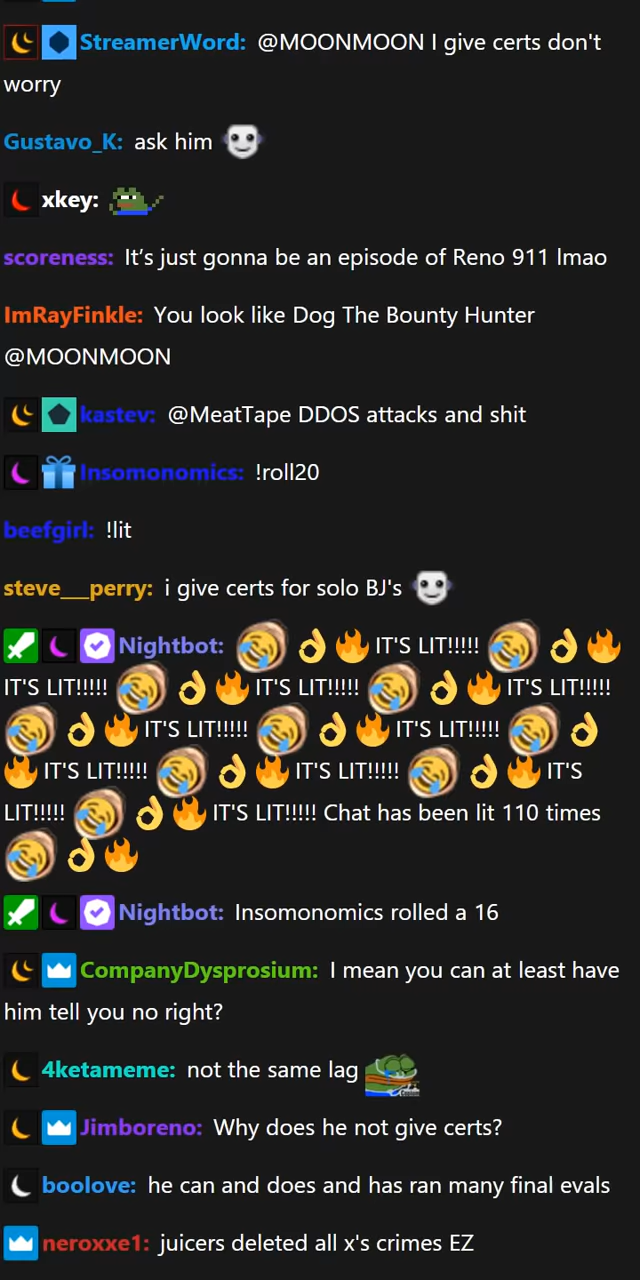 StreamerWord: @MOONMOON I give certs don't
worry
Gustavo_K: ask him
xkey:
scoreness: It’s just gonna be an episode of Reno 911 lmao
ImRayFinkle: You look like Dog The Bounty Hunter
@MOONMOON
kastev: @MeatTape DDOS attacks and shit
Insomonomics: !roll20
beefgirl: !lit
steve__perry: i give certs for solo BJ's
Nightbot: 👌🔥 IT'S LIT!!!!! 👌🔥
IT'S LIT!!!!! 👌🔥 IT'S LIT!!!!! 👌🔥 IT'S LIT!!!!!
👌🔥 IT'S LIT!!!!! 👌🔥 IT'S LIT!!!!! 👌
🔥 IT'S LIT!!!!! 👌🔥 IT'S LIT!!!!! 👌🔥 IT'S
LIT!!!!! 👌🔥 IT'S LIT!!!!! Chat has been lit 110 times
👌🔥
Nightbot: Insomonomics rolled a 16
CompanyDysprosium: I mean you can at least have
him tell you no right?
4ketameme: not the same lag
Jimboreno: Why does he not give certs?
boolove: he can and does and has ran many final evals
neroxxe1: juicers deleted all x's crimes EZ